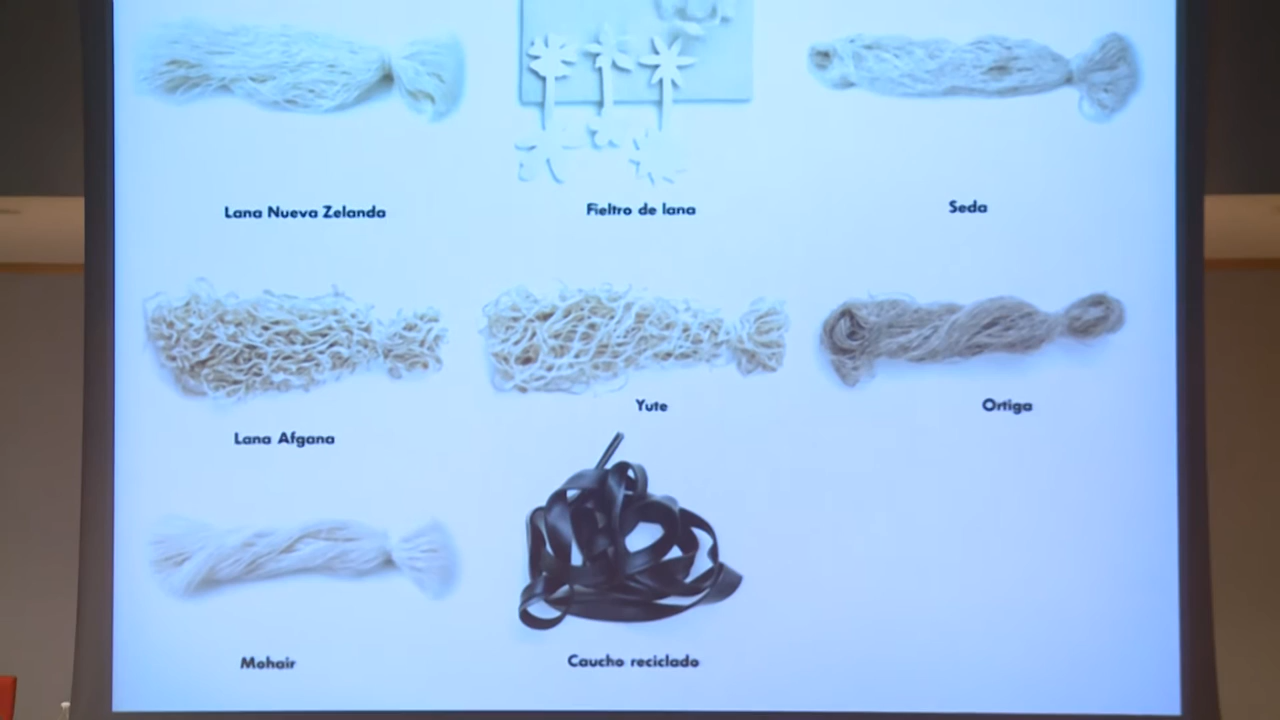 Lana Nueva Zelanda
Fieltro de lana
Seda
Lana Afgana
Yute
Ortiga
Mohair
Caucho reciclado